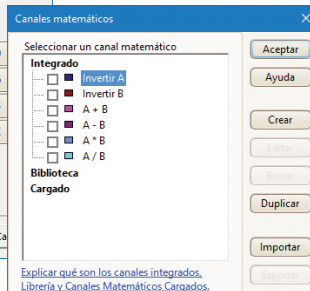 Canales matemáticos
Seleccionar un canal matemático
Integrado
Invertir A
Invertir B
A + B
A - B
A * B
A / B
Biblioteca
Cargado
Aceptar
Ayuda
Crear
Editar
Borrar
Duplicar
Importar
Exportar
Explicar qué son los canales integrados,
Librería y Canales Matemáticos Cargados.